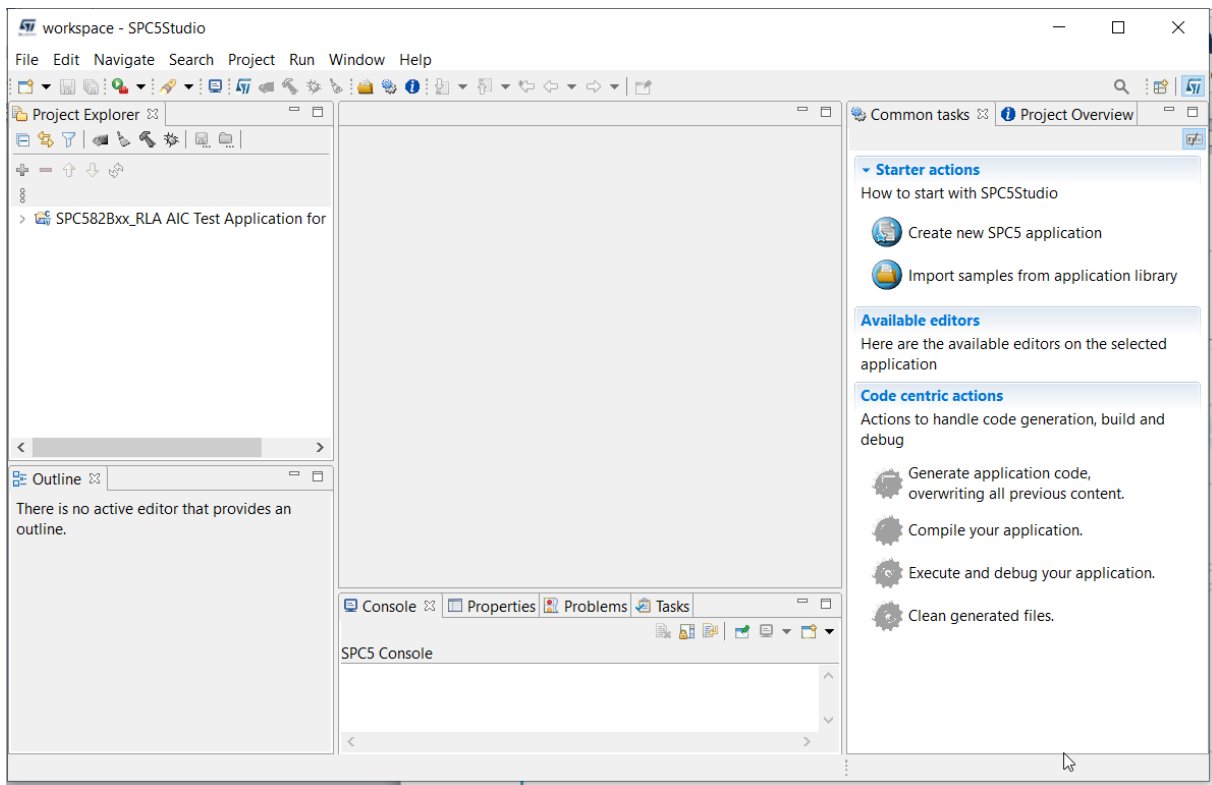 workspace - SPC5Studio
File Edit Navigate Search Project Run Window Help
Project Explorer
SPC582Bxx_RLA AIC Test Application for
Outline
There is no active editor that provides an
outline.
Console Properties Problems Tasks
SPC5 Console
Common tasks Project Overview
Starter actions
How to start with SPC5Studio
Create new SPC5 application
Import samples from application library
Available editors
Here are the available editors on the selected
application
Code centric actions
Actions to handle code generation, build and
debug
Generate application code,
overwriting all previous content.
Compile your application.
Execute and debug your application.
Clean generated files.